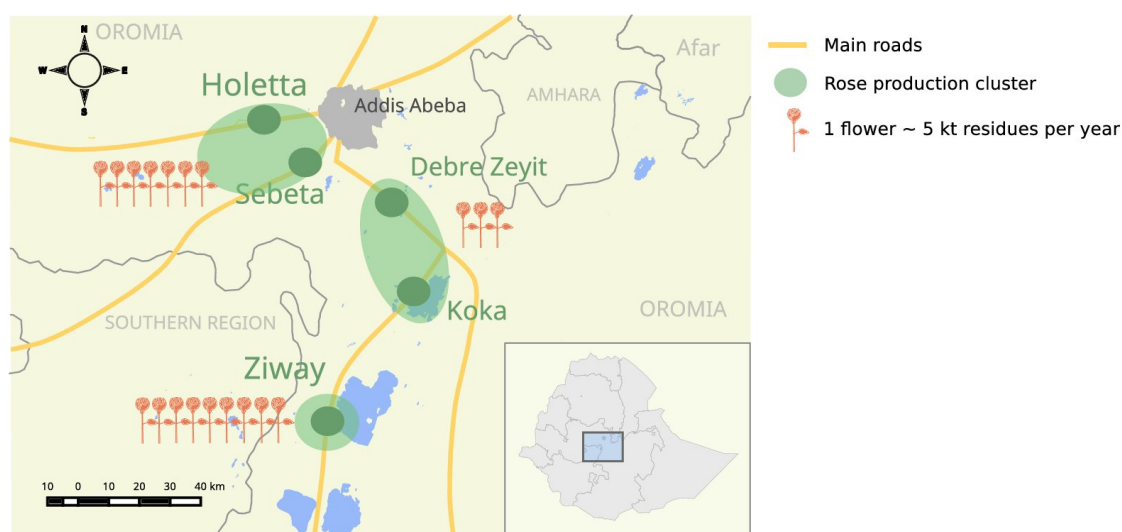 OROMIA
Afar
N
W
E
S
Holetta
Addis Abeba
AMHARA
Debre Zeyit
Sebeta
Koka
OROMIA
SOUTHERN REGION
Ziway
10 0 10 20 30 40 km
Main roads
Rose production cluster
1 flower ~ 5 kt residues per year